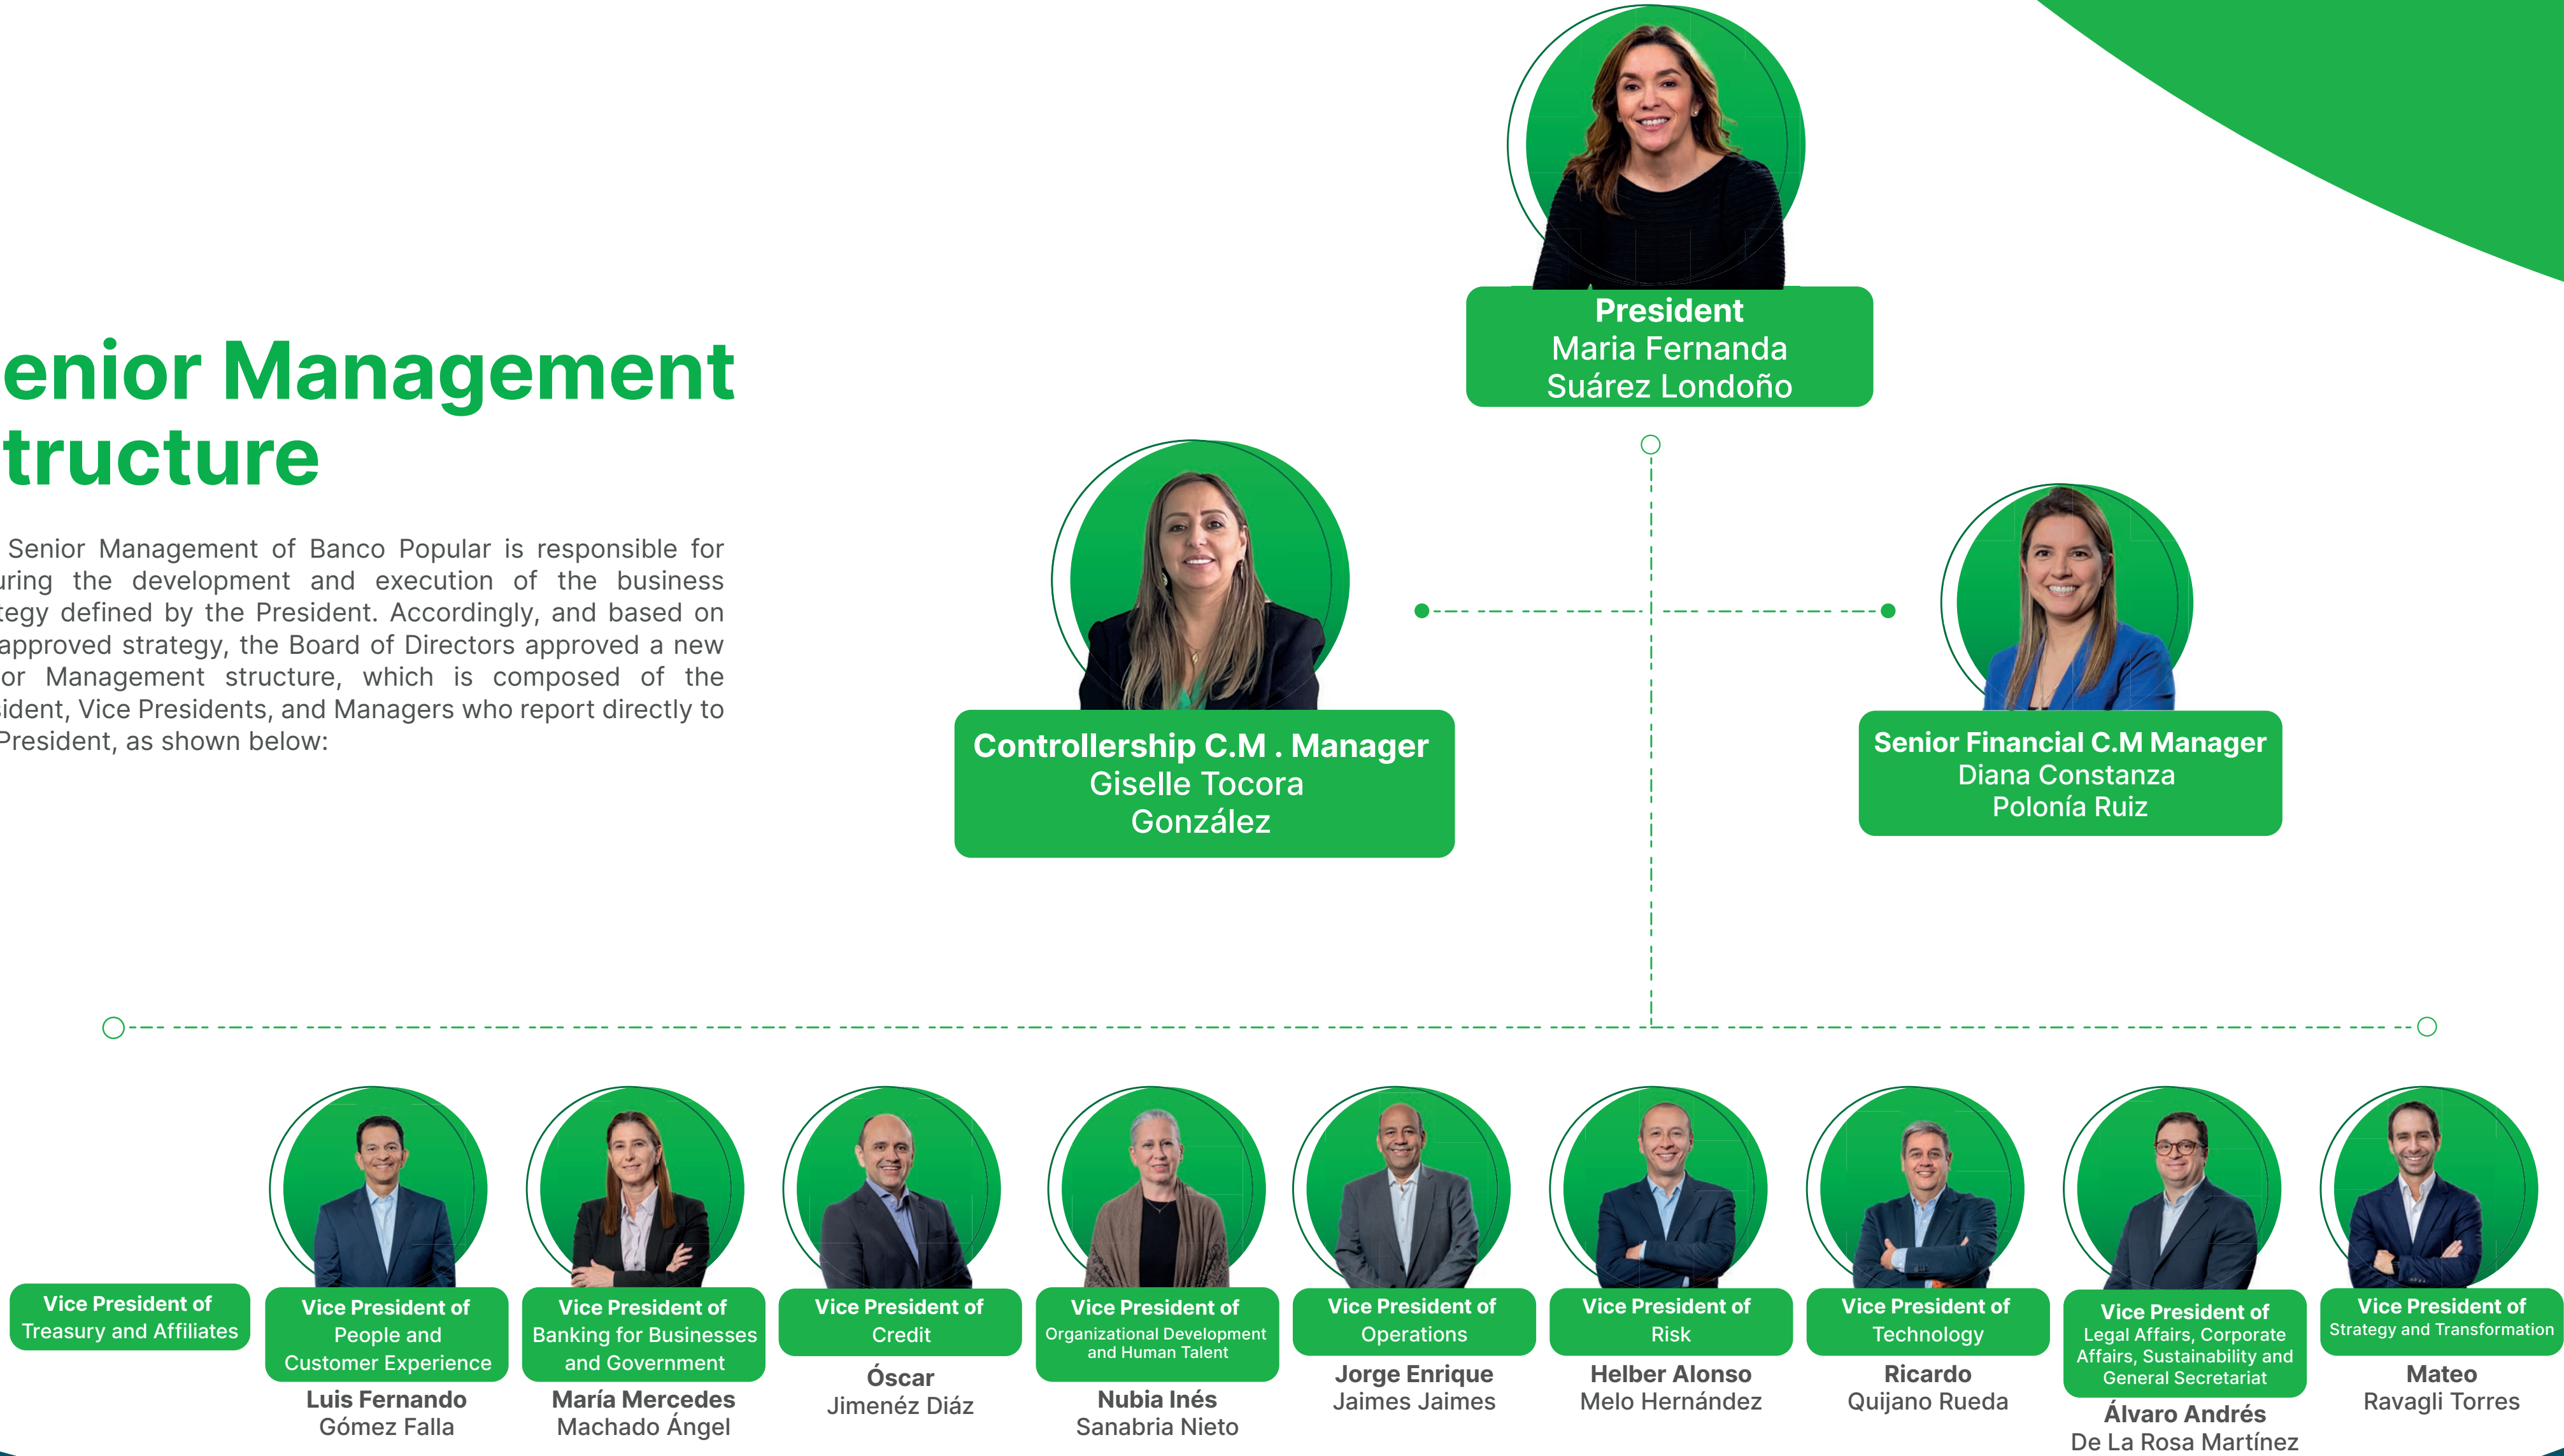 enior Management
tructure
Senior Management of Banco Popular is responsible for
uring the development and execution of the business
tegy defined by the President. Accordingly, and based on
approved strategy, the Board of Directors approved a new
or Management structure, which is composed of the
sident, Vice Presidents, and Managers who report directly to
President, as shown below:
President
Maria Fernanda
Suárez Londoño
Controllership C.M . Manager
Giselle Tocora
González
Senior Financial C.M Manager
Diana Constanza
Polonía Ruiz
Vice President of
Treasury and Affiliates
Vice President of
People and
Customer Experience
Luis Fernando
Gómez Falla
Vice President of
Banking for Businesses
and Government
María Mercedes
Machado Ángel
Vice President of
Credit
Óscar
Jimenéz Diáz
Vice President of
Organizational Development
and Human Talent
Nubia Inés
Sanabria Nieto
Vice President of
Operations
Jorge Enrique
Jaimes Jaimes
Vice President of
Risk
Helber Alonso
Melo Hernández
Vice President of
Technology
Ricardo
Quijano Rueda
Vice President of
Legal Affairs, Corporate
Affairs, Sustainability and
General Secretariat
Álvaro Andrés
De La Rosa Martínez
Vice President of
Strategy and Transformation
Mateo
Ravagli Torres